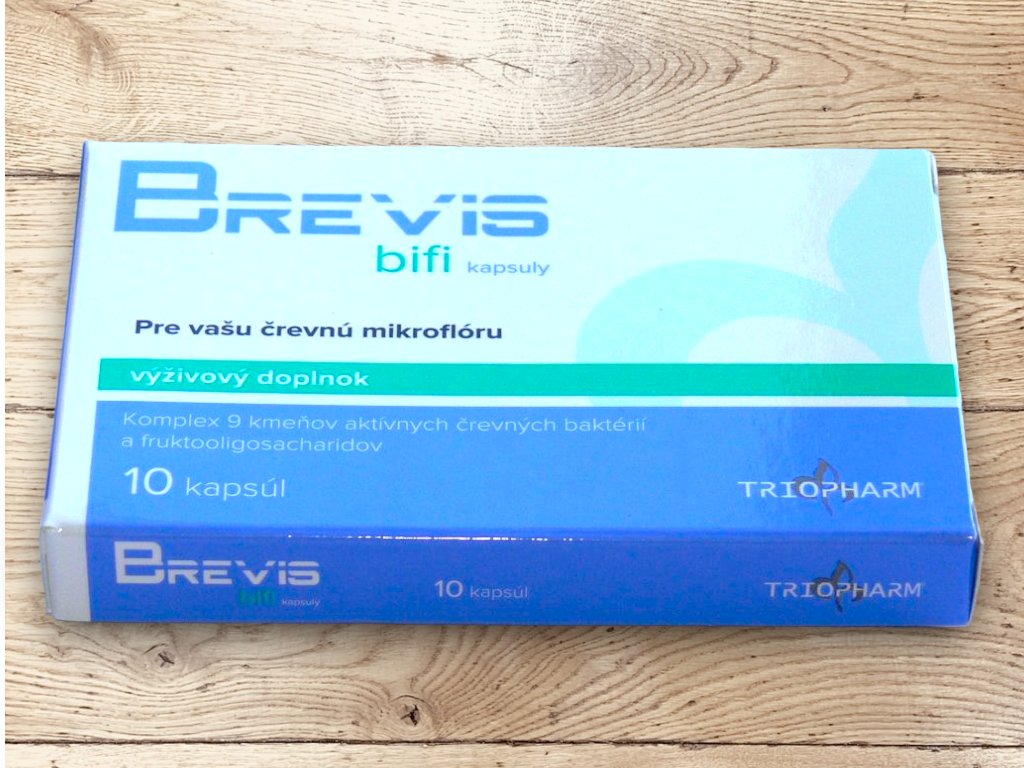 BREVIS
bifi kapsuly
Pre vašu črevnú mikroflóru
výživový doplnok
Komplex 9 kmeňov aktívnych črevných baktérií
a fruktooligosacharidov
10 kapsúl
TRIOPHARM
BREVIS
bifi kapsuly
10 kapsúl
TRIOPHARM